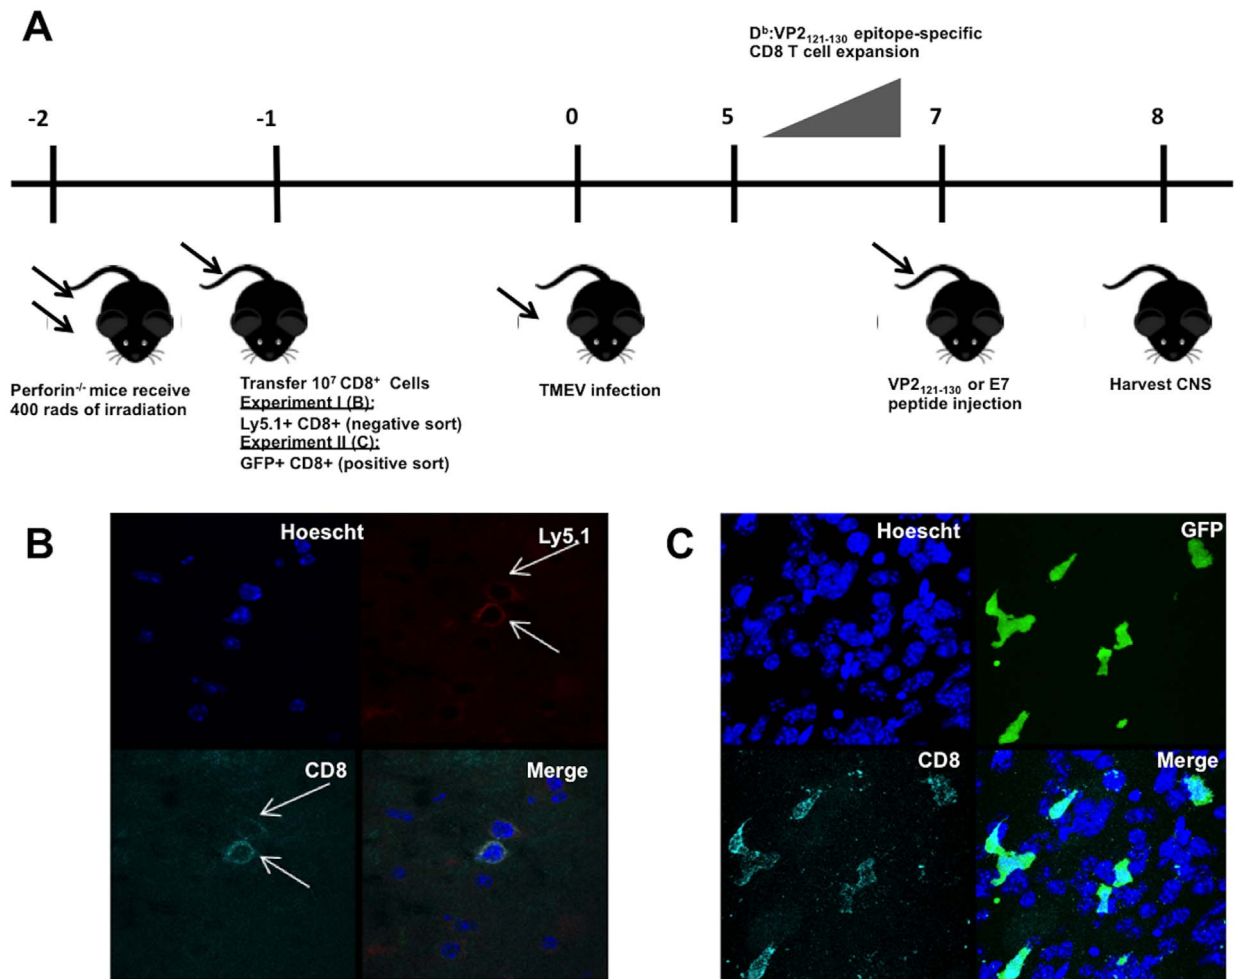 A
Dᵇ:VP2₁₂₁₋₁₃₀ epitope-specific
CD8 T cell expansion
-2 -1 0 5 7 8
Perforin⁻/⁻ mice receive
400 rads of irradiation
Transfer 10⁷ CD8⁺ Cells
Experiment I (B):
Ly5.1+ CD8+ (negative sort)
Experiment II (C):
GFP+ CD8+ (positive sort)
TMEV infection
VP2₁₂₁₋₁₃₀ or E7
peptide injection
Harvest CNS
B
Hoescht
Ly5.1
CD8
Merge
C
Hoescht
GFP
CD8
Merge